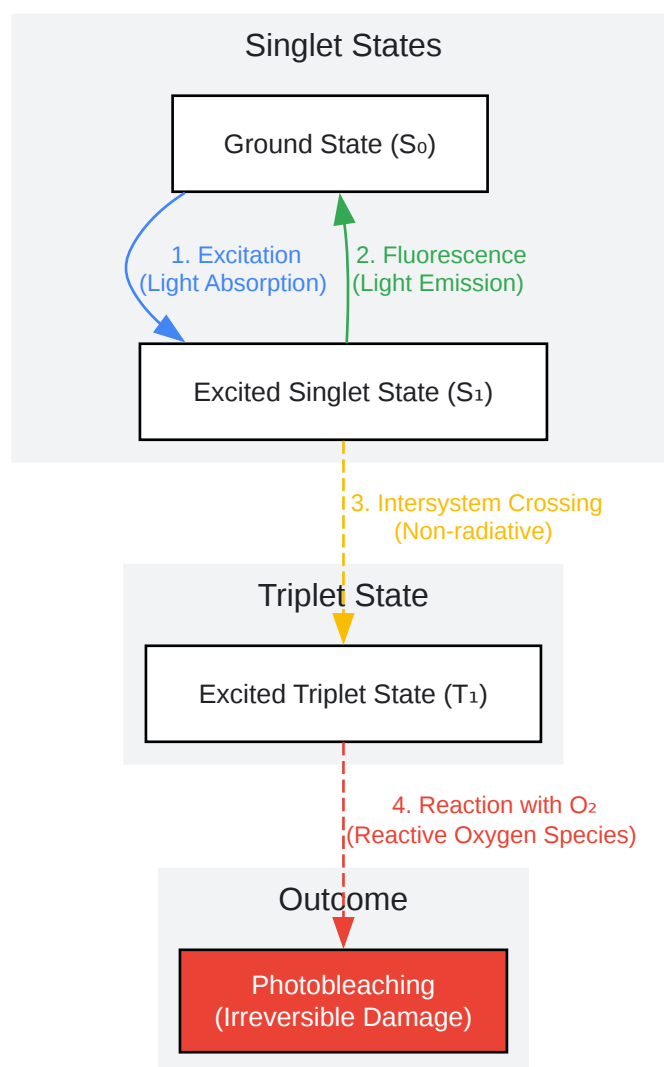 Singlet States
Ground State (S₀)
1. Excitation
(Light Absorption)
2. Fluorescence
(Light Emission)
Excited Singlet State (S₁)
3. Intersystem Crossing
(Non-radiative)
Triplet State
Excited Triplet State (T₁)
4. Reaction with O₂
(Reactive Oxygen Species)
Outcome
Photobleaching
(Irreversible Damage)